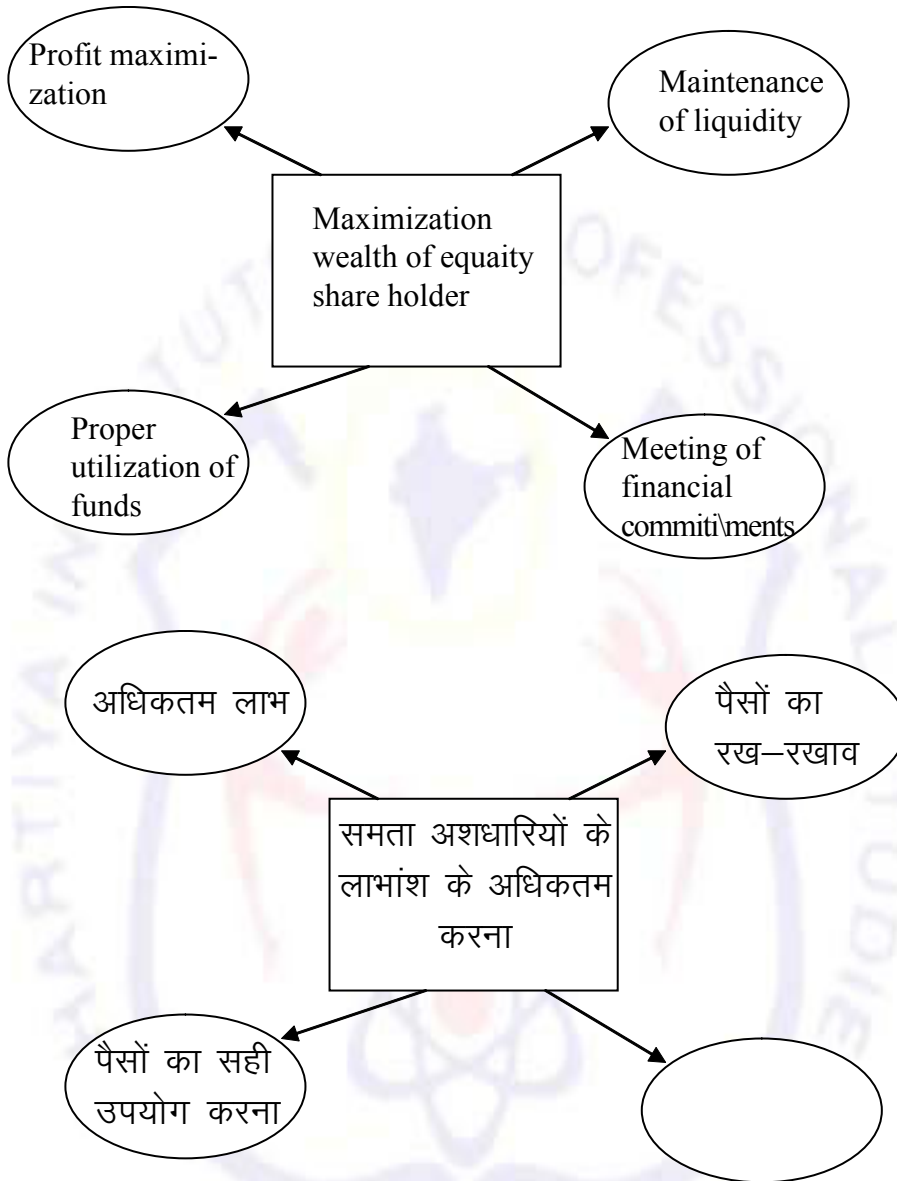 Profit maximi-
zation
Maintenance
of liquidity
Maximization
wealth of equaity
share holder
Proper
utilization of
funds
Meeting of
financial
commiti\ments
अधिकतम लाभ
पैसों का
रख–रखाव
समता अशधारियों के
लाभांश के अधिकतम
करना
पैसों का सही
उपयोग करना